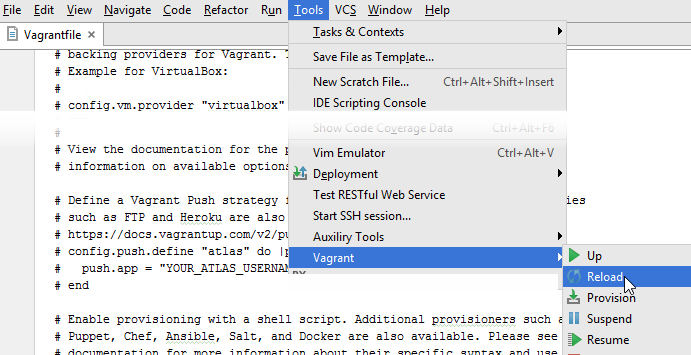 File Edit View Navigate Code Refactor Run Tools VCS Window Help
Vagrantfile
# backing providers for Vagrant.
# Example for VirtualBox:
#
# config.vm.provider "virtualbox"
#
# View the documentation for the
# information on available options
# Define a Vagrant Push strategy
such as FTP and Heroku are also
# https://docs.vagrantup.com/v2/
# config.push.define "atlas" do
# push.app = "YOUR_ATLAS_USERNAM
# end
# Enable provisioning with a shell script. Additional provisioners such a
# Puppet, Chef, Ansible, Salt, and Docker are also available. Please see
# documentation for more information about their specific syntax and use
Tasks & Contexts
Save File as Template...
New Scratch File... Ctrl+Alt+Shift+Insert
IDE Scripting Console
Show Code Coverage Data Ctrl+Alt+F6
Vim Emulator Ctrl+Alt+V
Deployment
Test RESTful Web Service
Start SSH session...
Auxiliry Tools
Vagrant
Up
Reload
Provision
Suspend
Resume